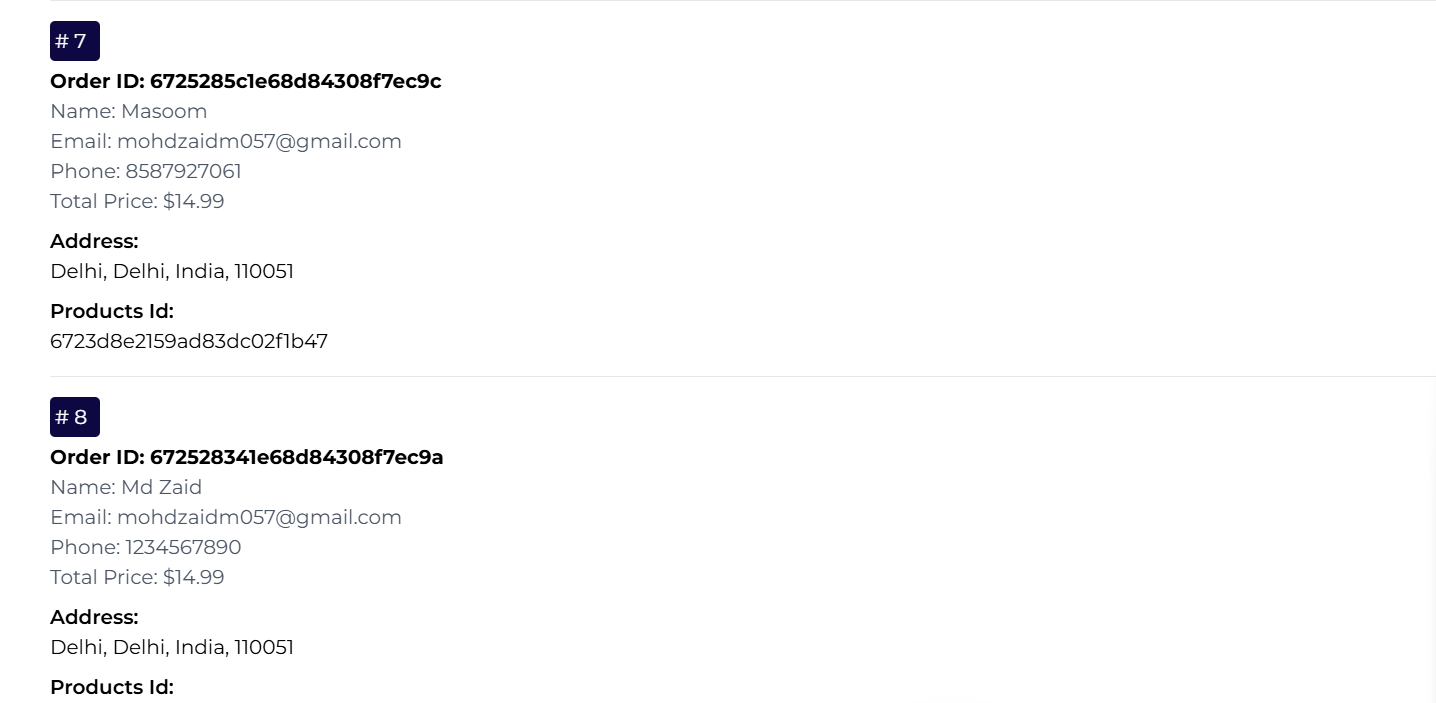 # 7
Order ID: 6725285c1e68d84308f7ec9c
Name: Masoom
Email: mohdzaidm057@gmail.com
Phone: 8587927061
Total Price: $14.99
Address:
Delhi, Delhi, India, 110051
Products Id:
6723d8e2159ad83dc02f1b47
# 8
Order ID: 672528341e68d84308f7ec9a
Name: Md Zaid
Email: mohdzaidm057@gmail.com
Phone: 1234567890
Total Price: $14.99
Address:
Delhi, Delhi, India, 110051
Products Id: